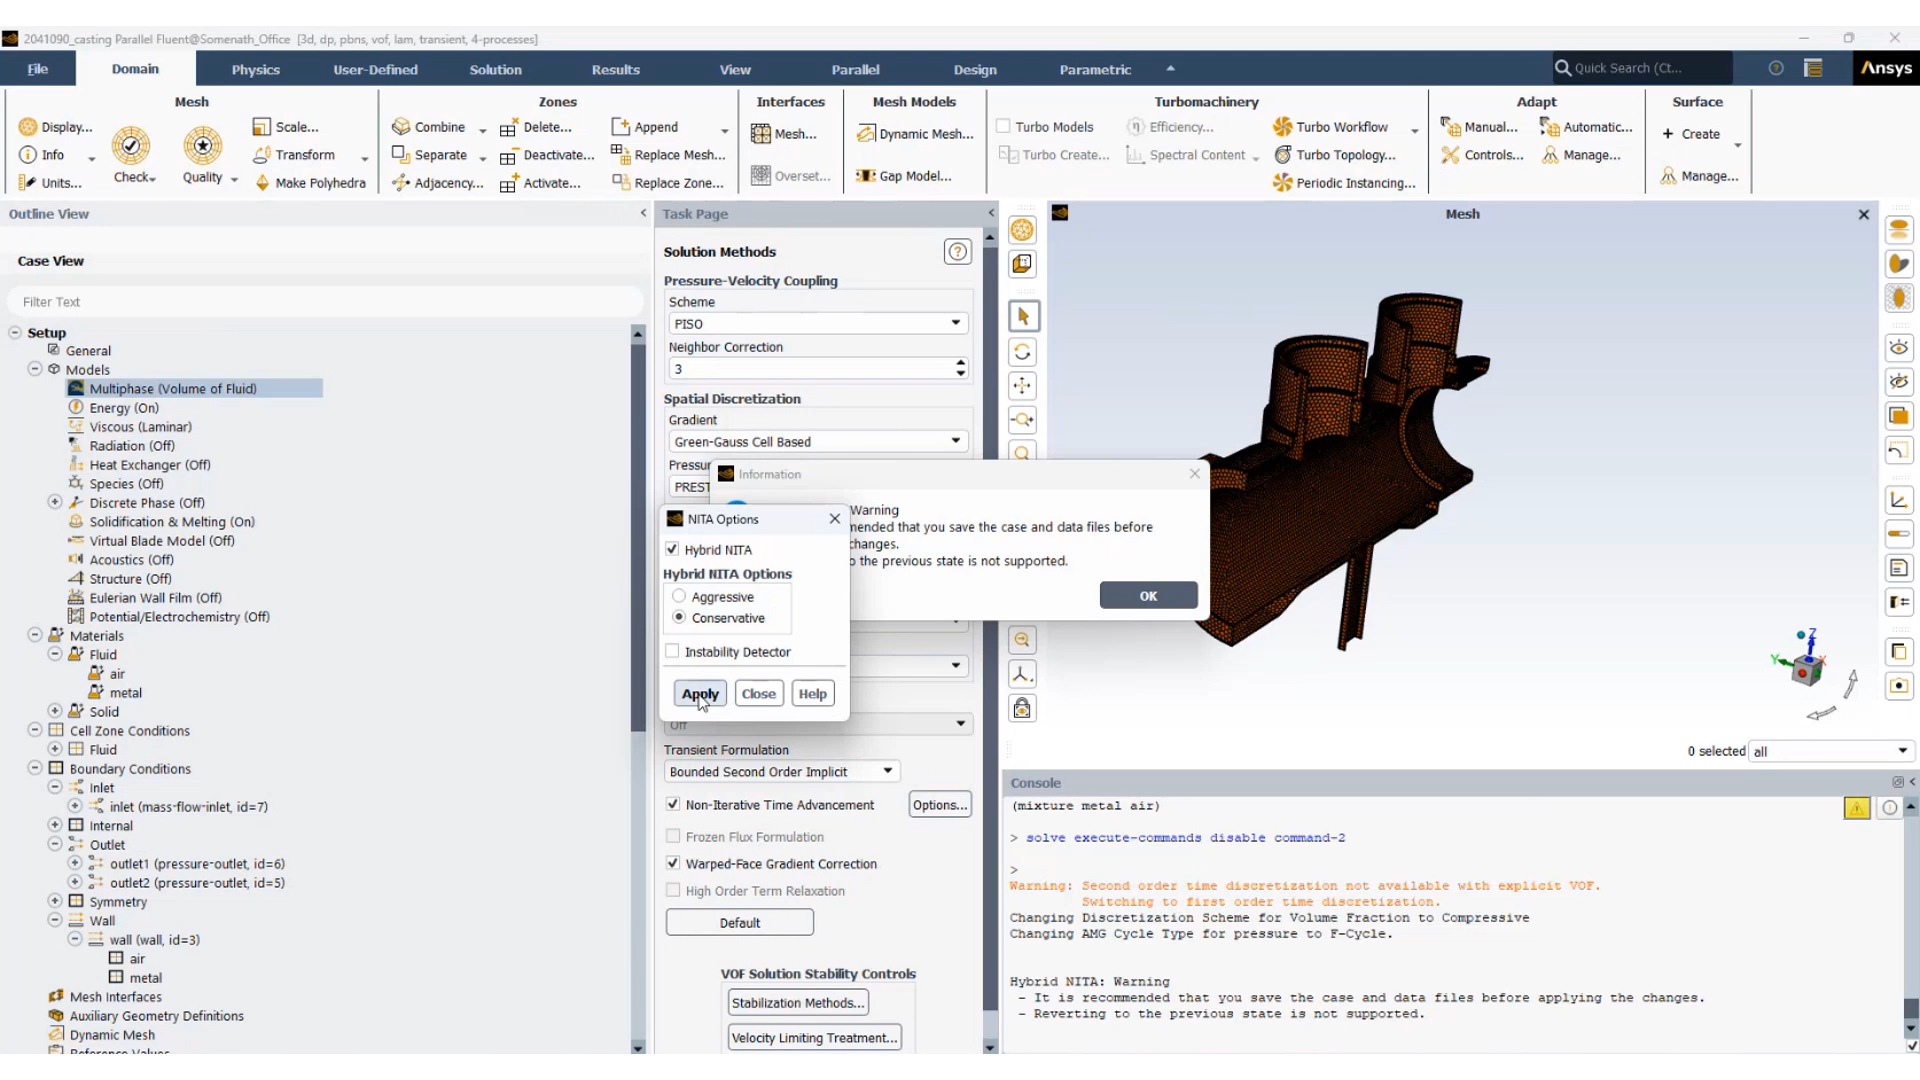 2041090_casting Parallel Fluent@Somenath_Office [3d, dp, pbns, vof, lam, transient, 4-processes]
File Domain Physics User-Defined Solution Results View Parallel Design Parametric Quick Search (Ct... Ansys
Mesh
Display...
Info
Units...
Check
Quality
Scale...
Transform
Make Polyhedra
Zones
Combine
Separate
Adjacency...
Delete...
Deactivate...
Activate...
Append
Replace Mesh...
Replace Zone...
Interfaces
Mesh...
Overset...
Mesh Models
Dynamic Mesh...
Gap Model...
Turbomachinery
Turbo Models
Turbo Create...
Efficiency...
Spectral Content
Turbo Workflow
Turbo Topology...
Periodic Instancing...
Adapt
Manual...
Controls...
Automatic...
Manage...
Surface
Create
Manage...
Outline View
Case View
Filter Text
Setup
General
Models
Multiphase (Volume of Fluid)
Energy (On)
Viscous (Laminar)
Radiation (Off)
Heat Exchanger (Off)
Species (Off)
Discrete Phase (Off)
Solidification & Melting (On)
Virtual Blade Model (Off)
Acoustics (Off)
Structure (Off)
Eulerian Wall Film (Off)
Potential/Electrochemistry (Off)
Materials
Fluid
air
metal
Solid
Cell Zone Conditions
Fluid
Boundary Conditions
Inlet
inlet (mass-flow-inlet, id=7)
Internal
Outlet
outlet1 (pressure-outlet, id=6)
outlet2 (pressure-outlet, id=5)
Symmetry
Wall
wall (wall, id=3)
air
metal
Mesh Interfaces
Auxiliary Geometry Definitions
Dynamic Mesh
Reference Values
Task Page
Solution Methods
Pressure-Velocity Coupling
Scheme
PISO
Neighbor Correction
3
Spatial Discretization
Gradient
Green-Gauss Cell Based
Pressu
PREST
Information
Warning
mended that you save the case and data files before
changes.
o the previous state is not supported.
OK
NITA Options
Hybrid NITA
Hybrid NITA Options
Aggressive
Conservative
Instability Detector
Apply Close Help
Off
Transient Formulation
Bounded Second Order Implicit
Non-Iterative Time Advancement Options...
Frozen Flux Formulation
Warped-Face Gradient Correction
High Order Term Relaxation
Default
VOF Solution Stability Controls
Stabilization Methods...
Velocity Limiting Treatment...
Mesh
Z
Y
X
0 selected all
Console
(mixture metal air)
> solve execute-commands disable command-2
>
Warning: Second order time discretization not available with explicit VOF.
Switching to first order time discretization.
Changing Discretization Scheme for Volume Fraction to Compressive
Changing AMG Cycle Type for pressure to F-Cycle.
Hybrid NITA: Warning
- It is recommended that you save the case and data files before applying the changes.
- Reverting to the previous state is not supported.